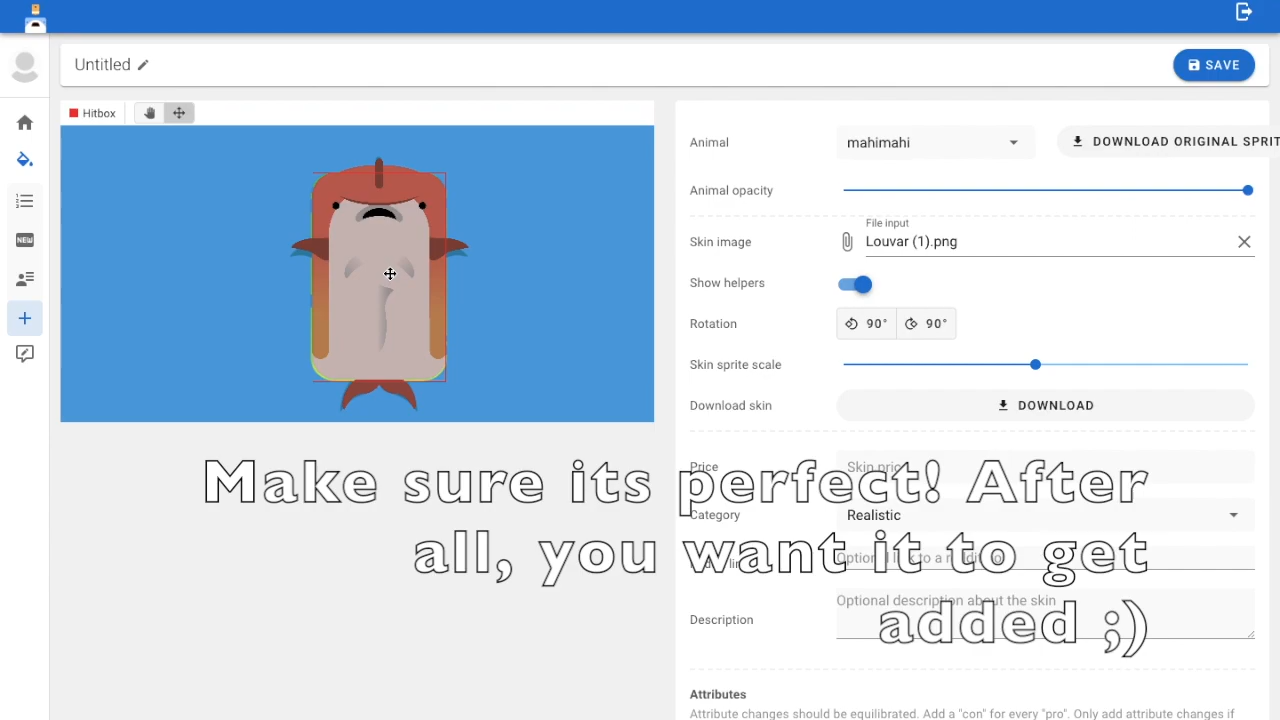 Untitled
SAVE
Hitbox
Animal
mahimahi
DOWNLOAD ORIGINAL SPRIT
Animal opacity
File input
Skin image
Louvar (1).png
Show helpers
Rotation
90°
90°
Skin sprite scale
Download skin
DOWNLOAD
Price
Make sure its perfect! After
Category
Realistic
all, you want it to get
Optional
Optional description about the skin
Description
added ;)
NEW
Attributes
Attribute changes should be equilibrated. Add a "con" for every "pro". Only add attribute changes if